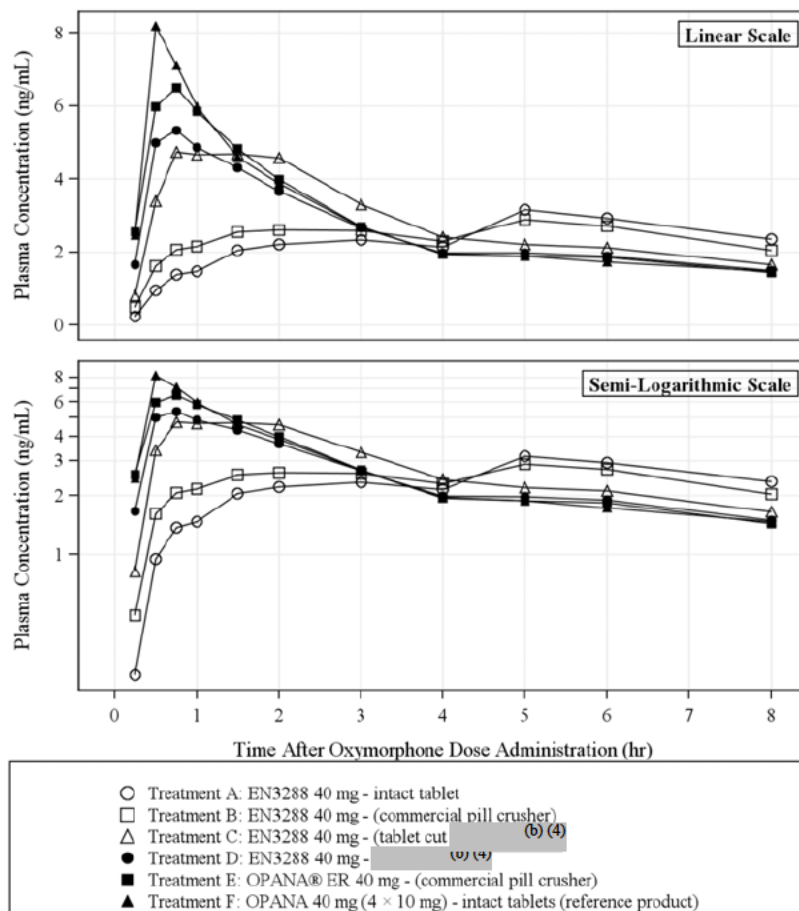 Linear Scale
Plasma Concentration (ng/mL)
8
6
4
2
0
Semi-Logarithmic Scale
Plasma Concentration (ng/mL)
8
6
4
3
2
1
0 1 2 3 4 5 6 7 8
Time After Oxymorphone Dose Administration (hr)
Treatment A: EN3288 40 mg - intact tablet
Treatment B: EN3288 40 mg - (commercial pill crusher)
Treatment C: EN3288 40 mg - (tablet cut (b) (4)
Treatment D: EN3288 40 mg - (b) (4)
Treatment E: OPANA® ER 40 mg - (commercial pill crusher)
Treatment F: OPANA 40 mg (4 × 10 mg) - intact tablets (reference product)